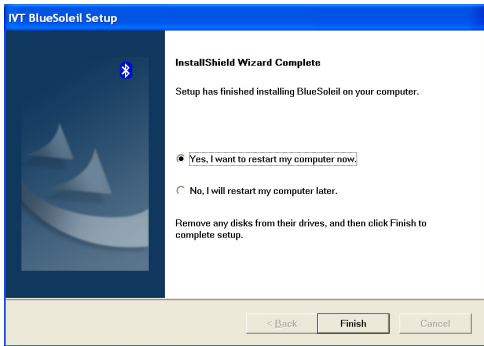 IVT BlueSoleil Setup
InstallShield Wizard Complete
Setup has finished installing BlueSoleil on your computer.
Yes, I want to restart my computer now.
No, I will restart my computer later.
Remove any disks from their drives, and then click Finish to
complete setup.
< Back
Finish
Cancel